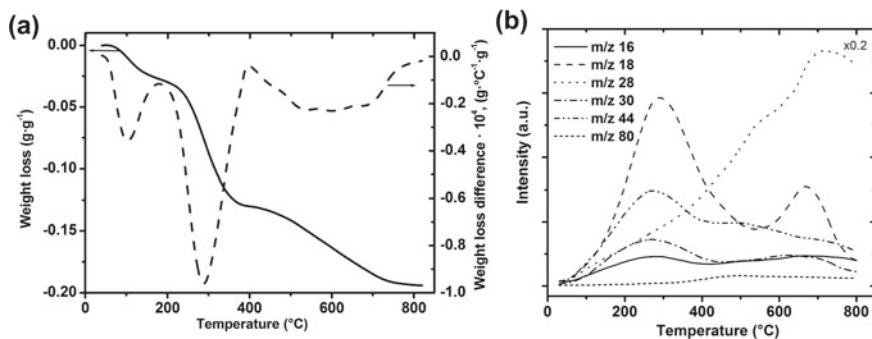 (a)
0.00
-0.05
-0.10
-0.15
-0.20
Weight loss (g·g⁻¹)
0
200
400
600
800
Temperature (°C)
0.0
-0.2
-0.4
-0.6
-0.8
-1.0
Weight loss difference · 10⁴, (g·°C⁻¹·g⁻¹)
(b)
m/z 16
m/z 18
m/z 28
m/z 30
m/z 44
m/z 80
x0.2
Intensity (a.u.)
0
200
400
600
800
Temperature (°C)